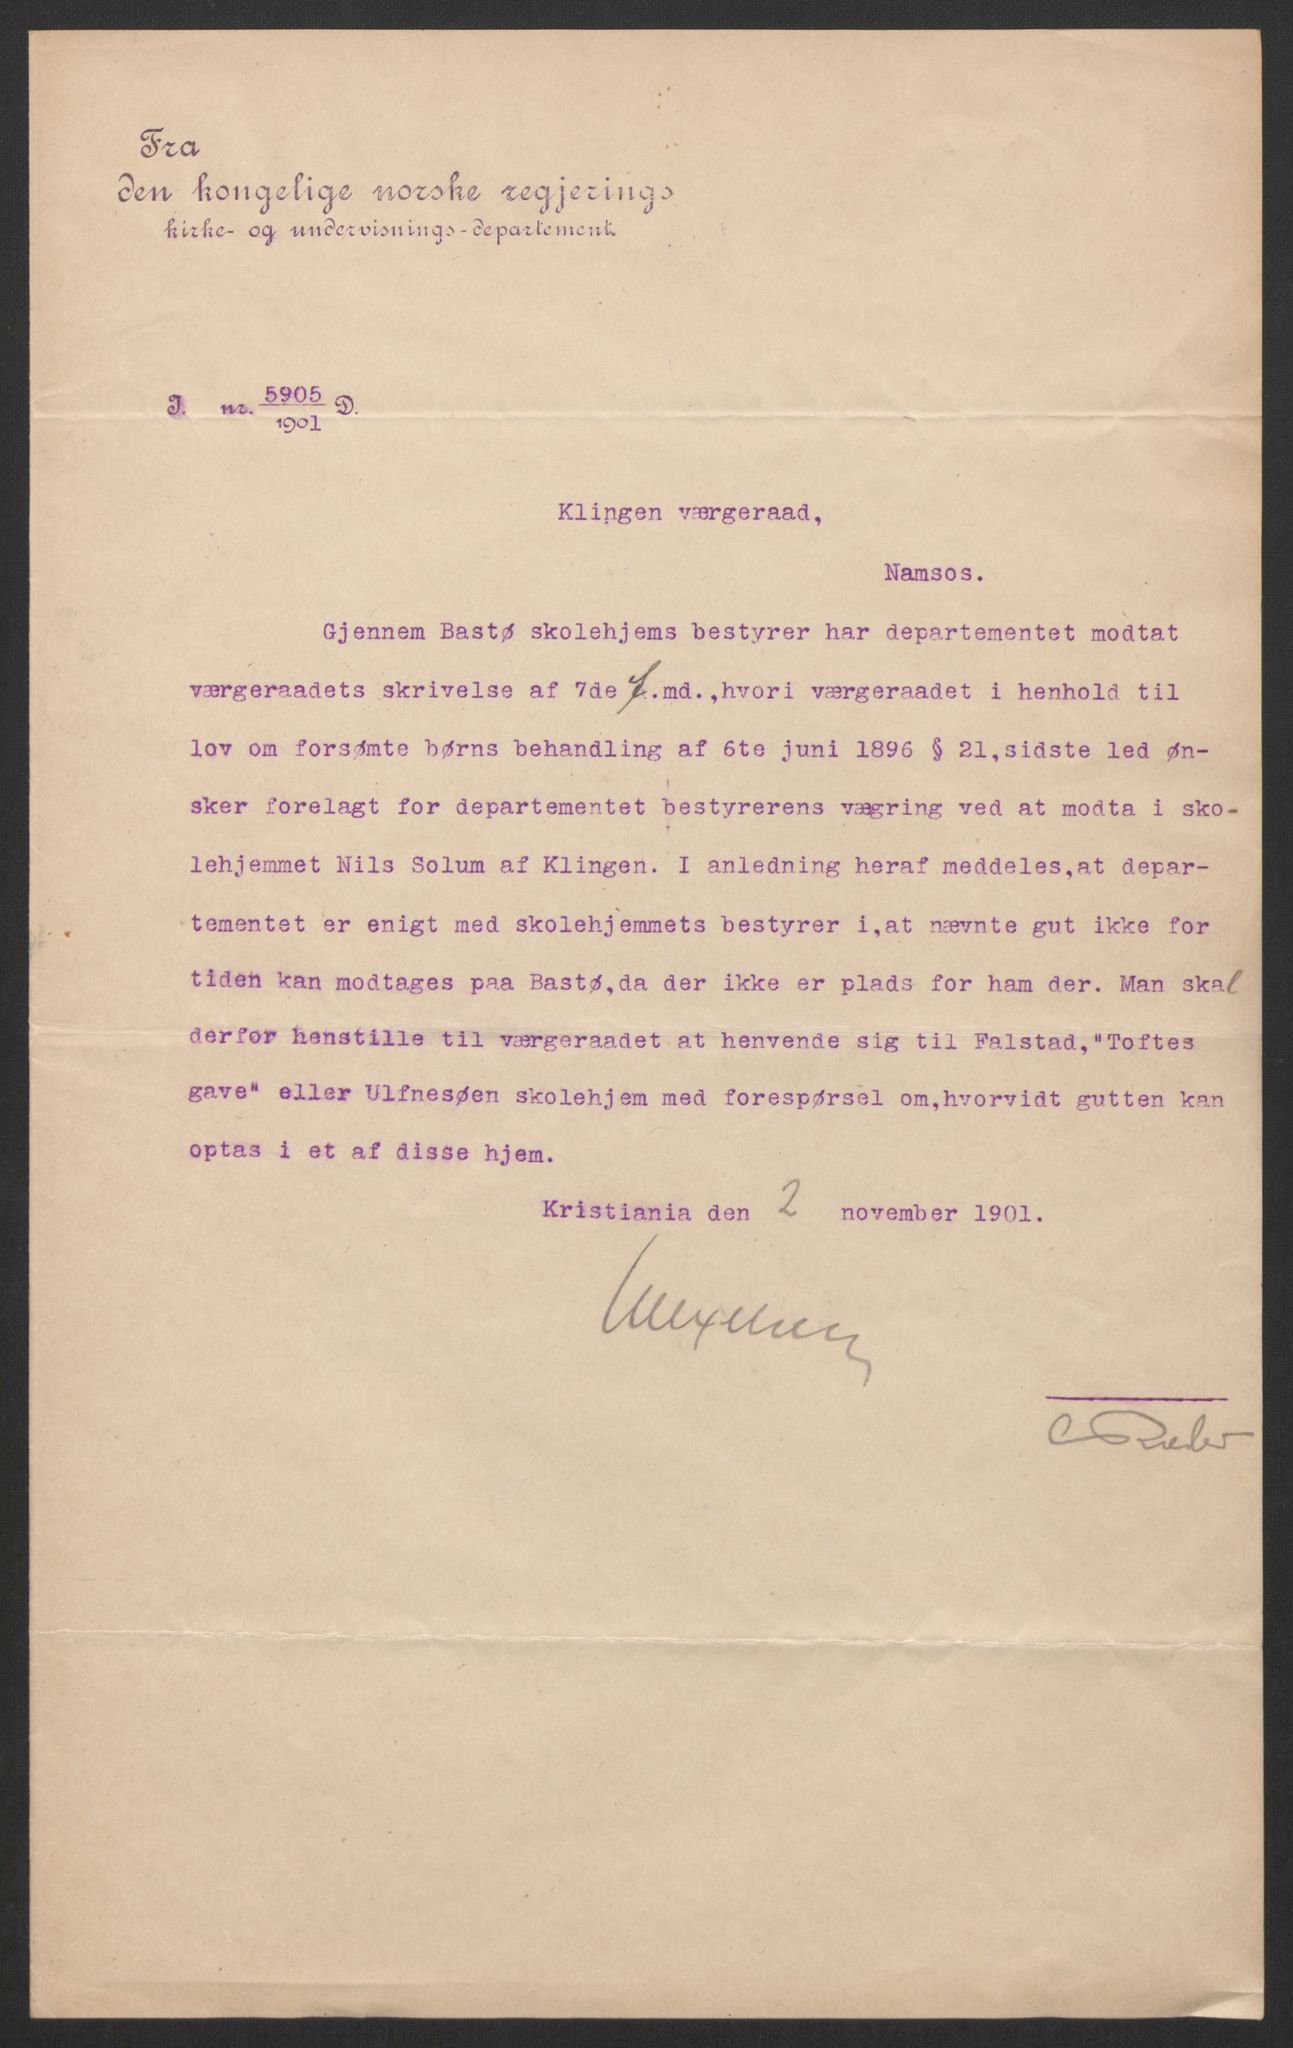 Fra
den kongelige norske regjerings
kirke- og undervisnings-departement.
J. nr. 5905
1901 D.
Klingen værgeraad,
Namsos.
Gjennem Bastø skolehjems bestyrer har departementet modtat
værgeraadets skrivelse af 7de f.md.,hvori værgeraadet i henhold til
lov om forsømte børns behandling af 6te juni 1896 § 21,sidste led øn-
sker forelagt for departementet bestyrerens vægring ved at modta i sko-
lehjemmet Nils Solum af Klingen. I anledning heraf meddeles,at depar-
tementet er enigt med skolehjemmets bestyrer i,at nævnte gut ikke for
tiden kan modtages paa Bastø,da der ikke er plads for ham der. Man skal
derfor henstille til værgeraadet at henvende sig til Falstad,"Toftes
gave" eller Ulfnesøen skolehjem med forespørsel om,hvorvidt gutten kan
optas i et af disse hjem.
Kristiania den 2 november 1901.
Wexelsen